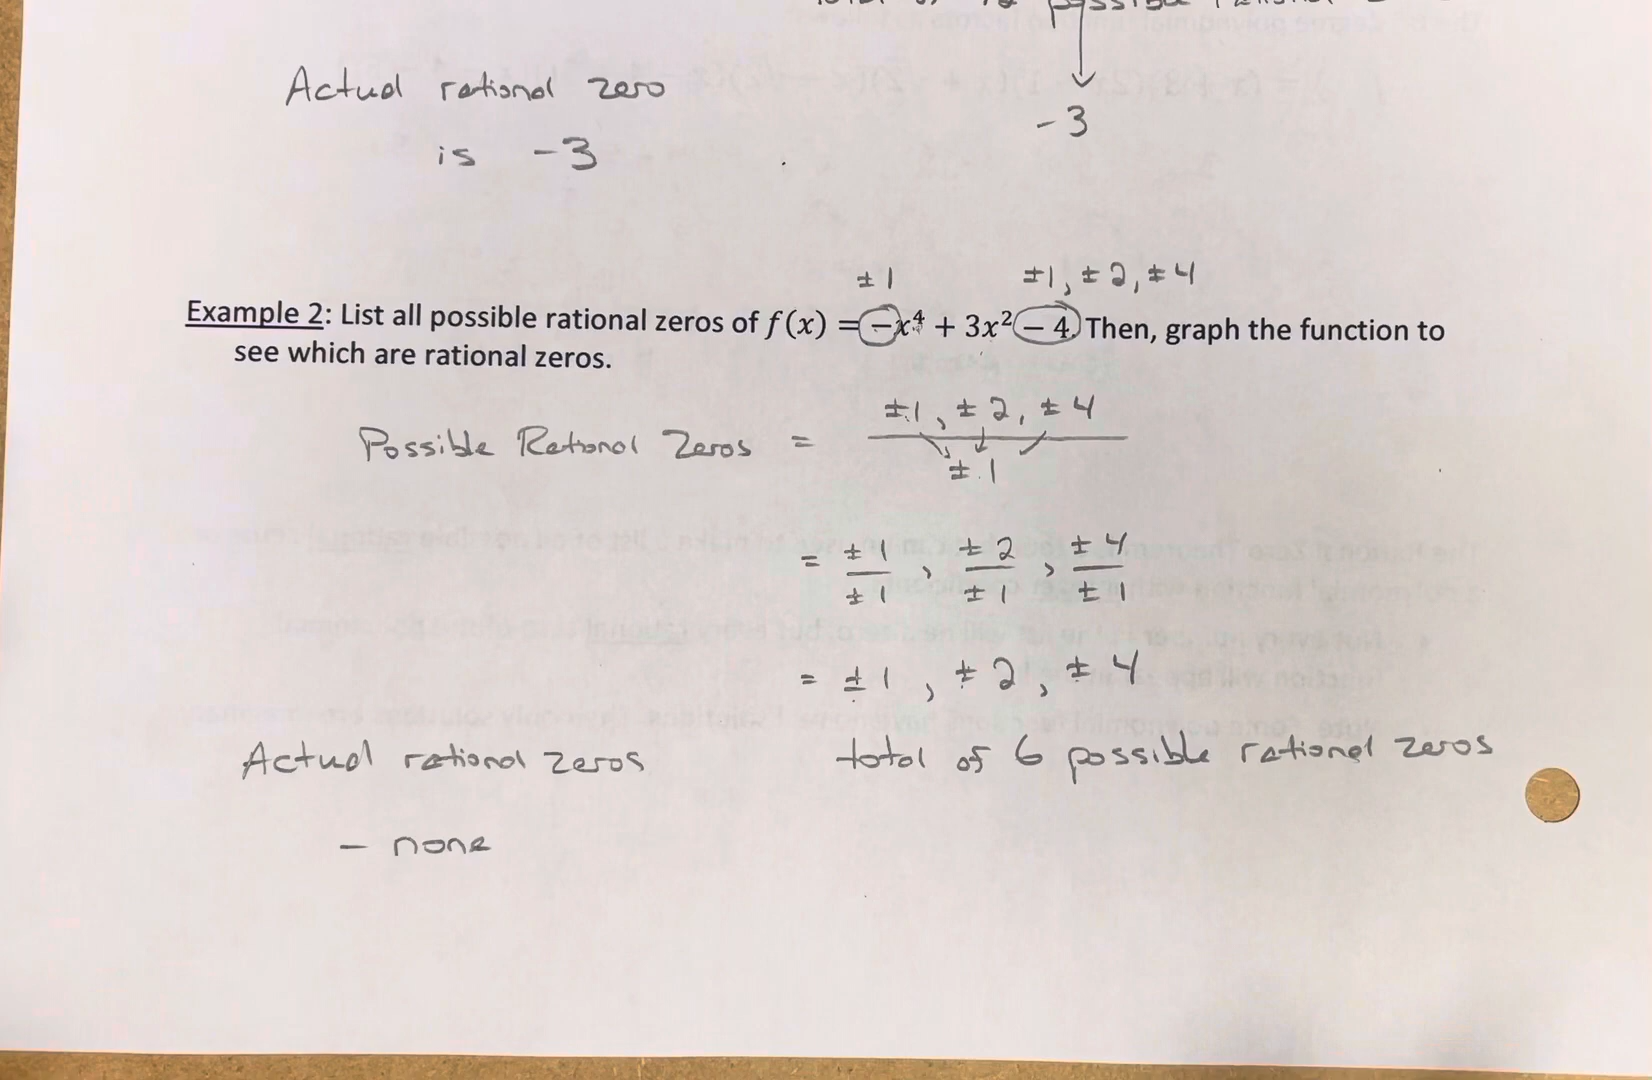 possible
Actual rational zero
is -3
-3
±1 ±1, ±2, ±4
Example 2: List all possible rational zeros of f(x) = −x⁴ + 3x² − 4. Then, graph the function to
see which are rational zeros.
±1, ±2, ±4
Possible Rational Zeros =
±1
= ±1/±1, ±2/±1, ±4/±1
= ±1, ±2, ±4
Actual rational zeros total of 6 possible rational zeros
- none